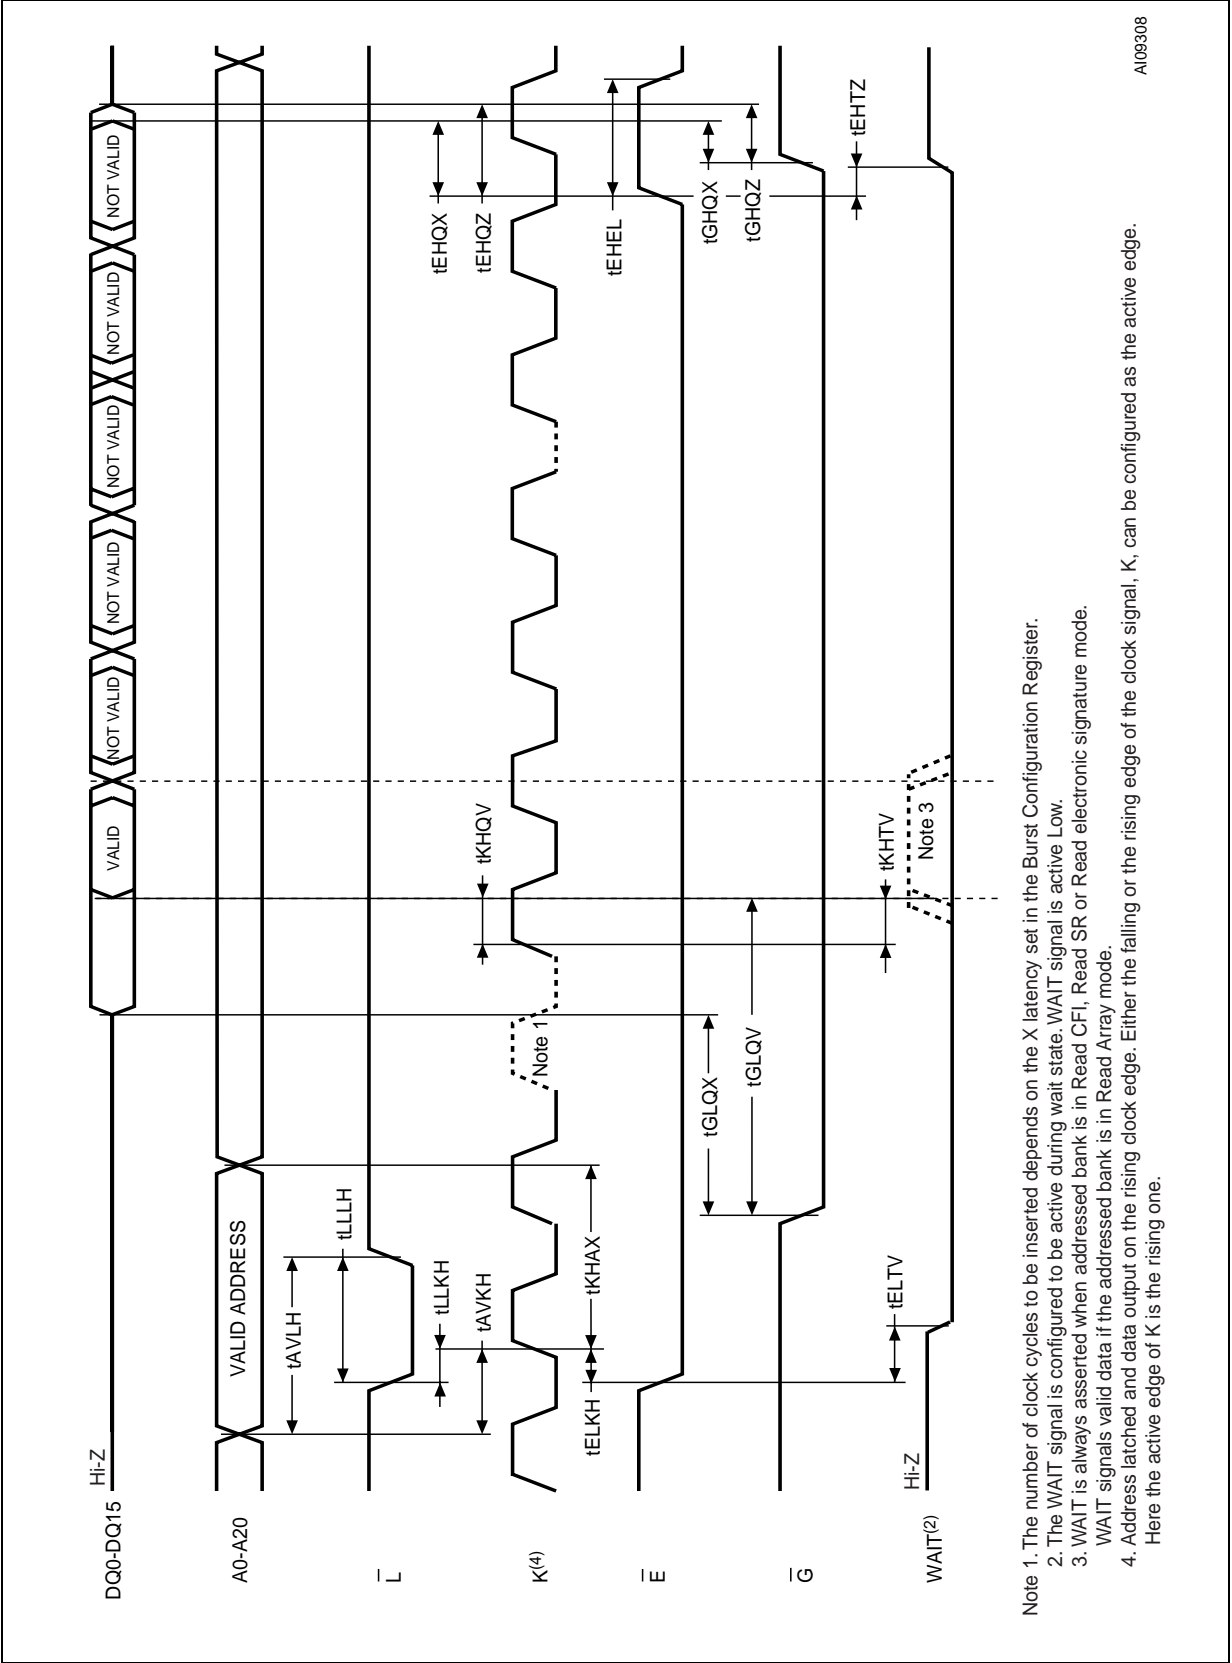 DQ0-DQ15
Hi-Z
VALID
NOT VALID
NOT VALID
NOT VALID
NOT VALID
NOT VALID
A0-A20
VALID ADDRESS
tAVLH
L
tLLLH
tLLKH
tAVKH
K(4)
Note 1
tKHQV
tEHQX
tEHQZ
tELKH
tKHAX
E
tEHEL
tGLQX
tGLQV
tGHQX
tGHQZ
G
tELTV
tKHTV
tEHTZ
WAIT(2)
Hi-Z
Note 3
Note 1. The number of clock cycles to be inserted depends on the X latency set in the Burst Configuration Register.
2. The WAIT signal is configured to be active during wait state. WAIT signal is active Low.
3. WAIT is always asserted when addressed bank is in Read CFI, Read SR or Read electronic signature mode.
WAIT signals valid data if the addressed bank is in Read Array mode.
4. Address latched and data output on the rising clock edge. Either the falling or the rising edge of the clock signal, K, can be configured as the active edge.
Here the active edge of K is the rising one.
AI09308